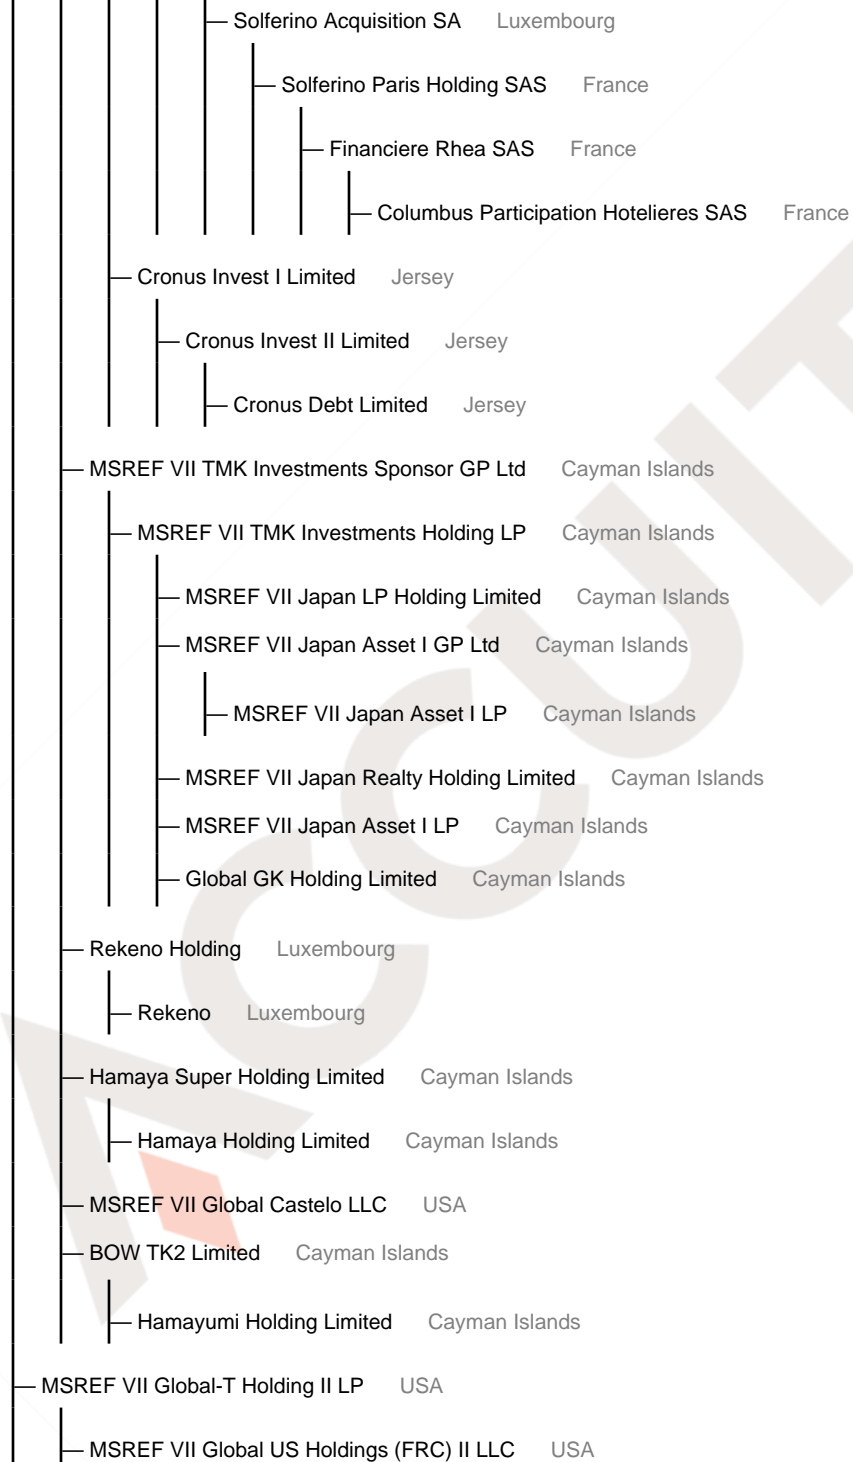 Solferino Acquisition SA Luxembourg
Solferino Paris Holding SAS France
Financiere Rhea SAS France
Columbus Participation Hotelieres SAS France
Cronus Invest I Limited Jersey
Cronus Invest II Limited Jersey
Cronus Debt Limited Jersey
MSREF VII TMK Investments Sponsor GP Ltd Cayman Islands
MSREF VII TMK Investments Holding LP Cayman Islands
MSREF VII Japan LP Holding Limited Cayman Islands
MSREF VII Japan Asset I GP Ltd Cayman Islands
MSREF VII Japan Asset I LP Cayman Islands
MSREF VII Japan Realty Holding Limited Cayman Islands
MSREF VII Japan Asset I LP Cayman Islands
Global GK Holding Limited Cayman Islands
Rekeno Holding Luxembourg
Rekeno Luxembourg
Hamaya Super Holding Limited Cayman Islands
Hamaya Holding Limited Cayman Islands
MSREF VII Global Castelo LLC USA
BOW TK2 Limited Cayman Islands
Hamayumi Holding Limited Cayman Islands
MSREF VII Global-T Holding II LP USA
MSREF VII Global US Holdings (FRC) II LLC USA
ACCUIT